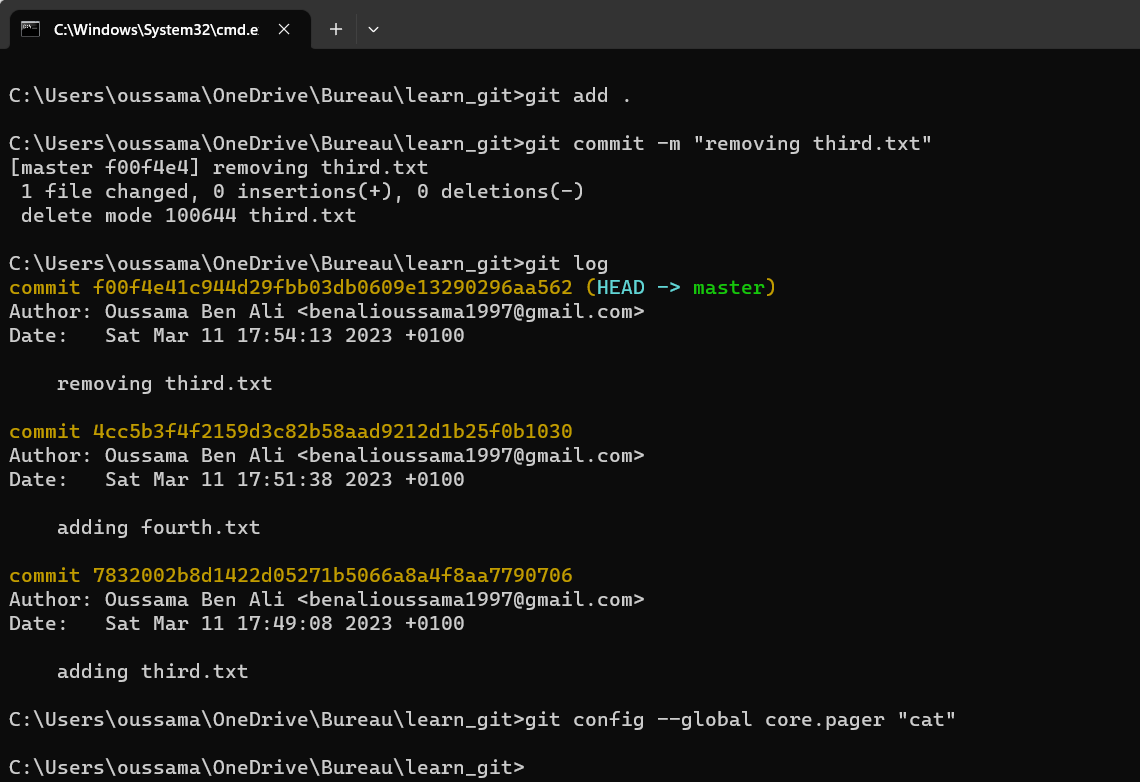 C:\Windows\System32\cmd.e
C:\Users\oussama\OneDrive\Bureau\learn_git>git add .
C:\Users\oussama\OneDrive\Bureau\learn_git>git commit -m "removing third.txt"
[master f00f4e4] removing third.txt
 1 file changed, 0 insertions(+), 0 deletions(-)
 delete mode 100644 third.txt
C:\Users\oussama\OneDrive\Bureau\learn_git>git log
commit f00f4e41c944d29fbb03db0609e13290296aa562 (HEAD -> master)
Author: Oussama Ben Ali <benalioussama1997@gmail.com>
Date:   Sat Mar 11 17:54:13 2023 +0100
    removing third.txt
commit 4cc5b3f4f2159d3c82b58aad9212d1b25f0b1030
Author: Oussama Ben Ali <benalioussama1997@gmail.com>
Date:   Sat Mar 11 17:51:38 2023 +0100
    adding fourth.txt
commit 7832002b8d1422d05271b5066a8a4f8aa7790706
Author: Oussama Ben Ali <benalioussama1997@gmail.com>
Date:   Sat Mar 11 17:49:08 2023 +0100
    adding third.txt
C:\Users\oussama\OneDrive\Bureau\learn_git>git config --global core.pager "cat"
C:\Users\oussama\OneDrive\Bureau\learn_git>